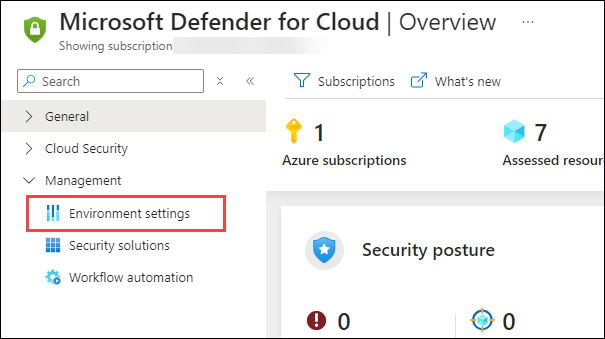 Microsoft Defender for Cloud | Overview ...
Showing subscription
Search
Subscriptions
What's new
General
Cloud Security
Management
Environment settings
Security solutions
Workflow automation
1
Azure subscriptions
7
Assessed resour
Security posture
0
0